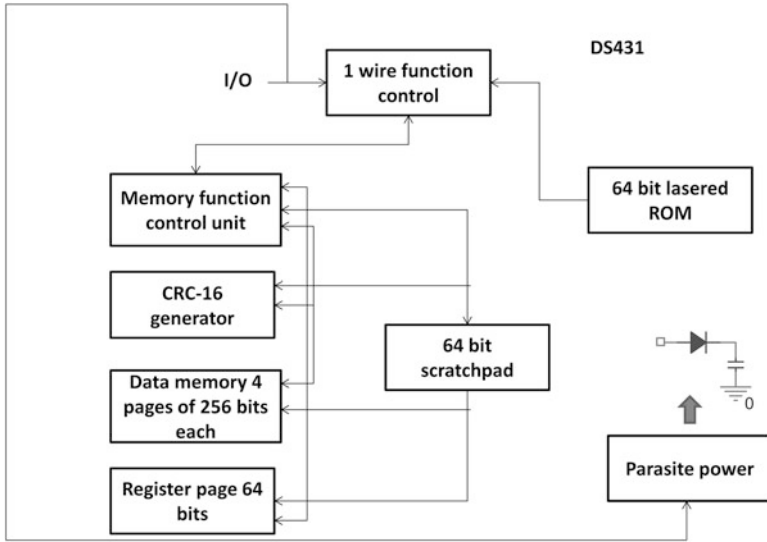 DS431
I/O
1 wire function
control
Memory function
control unit
64 bit lasered
ROM
CRC-16
generator
64 bit
scratchpad
Data memory 4
pages of 256 bits
each
0
Register page 64
bits
Parasite power